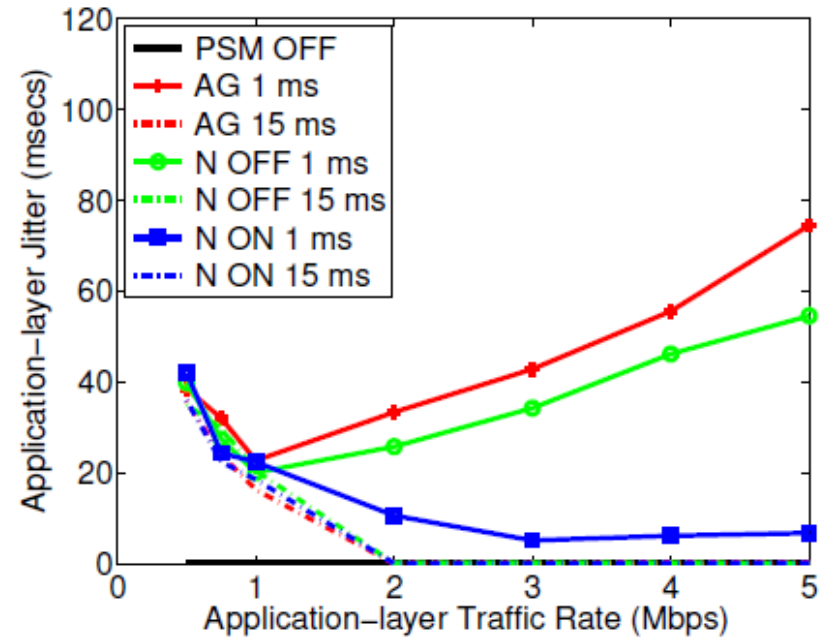 120
100
80
60
40
20
0
Application-layer Jitter (msecs)
PSM OFF
AG 1 ms
AG 15 ms
N OFF 1 ms
N OFF 15 ms
N ON 1 ms
N ON 15 ms
0 1 2 3 4 5
Application-layer Traffic Rate (Mbps)